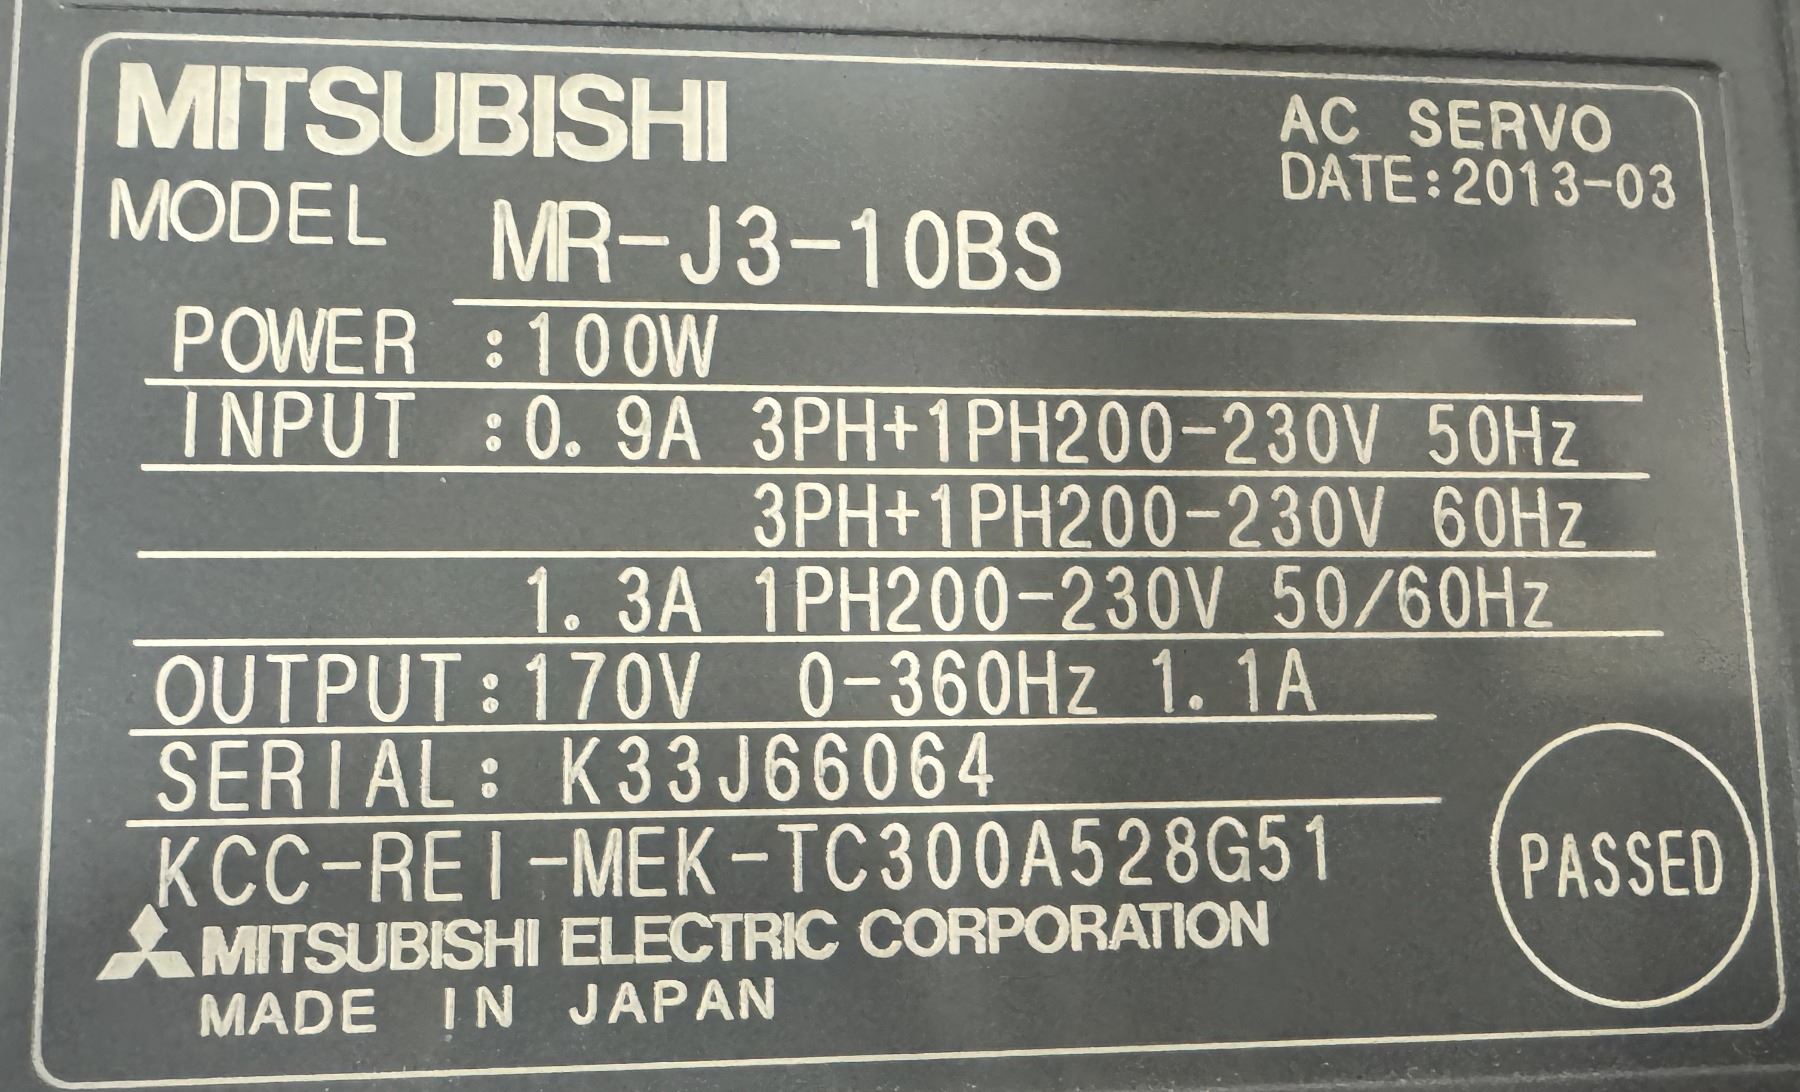 MITSUBISHI
AC SERVO
DATE:2013-03
MODEL MR-J3-10BS
POWER :100W
INPUT :0.9A 3PH+1PH200-230V 50Hz
3PH+1PH200-230V 60Hz
1.3A 1PH200-230V 50/60Hz
OUTPUT:170V 0-360Hz 1.1A
SERIAL: K33J66064
KCC-REI-MEK-TC300A528G51
PASSED
MITSUBISHI ELECTRIC CORPORATION
MADE IN JAPAN